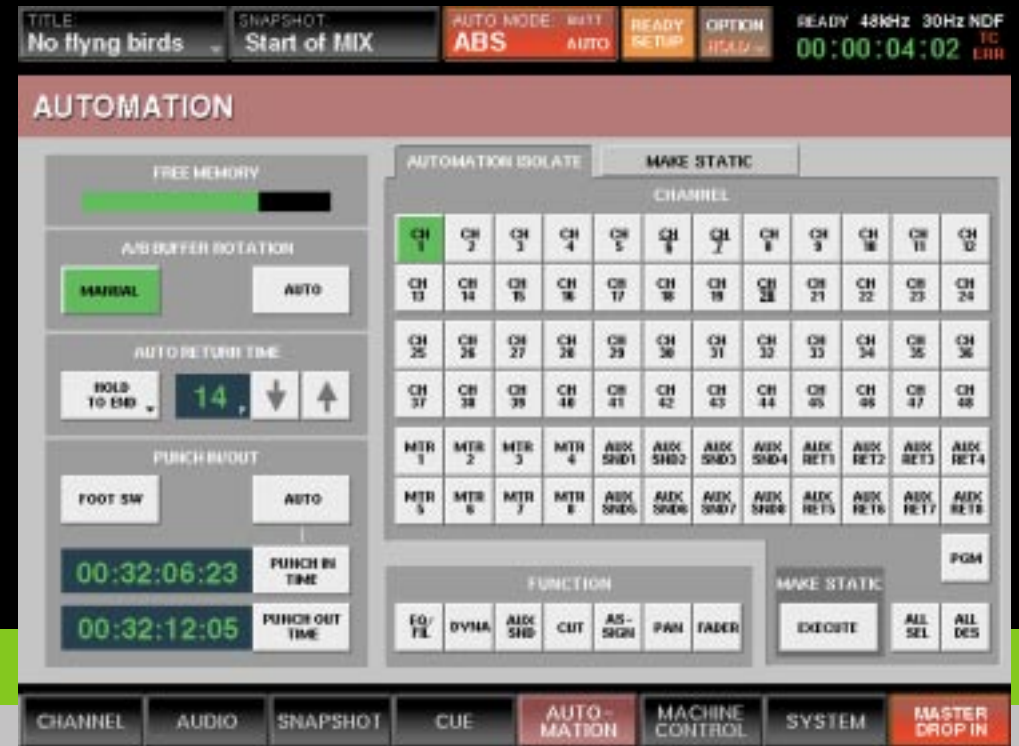 TITLE:
No flyng birds
SNAPSHOT:
Start of MIX
AUTO MODE: BUTT
ABS AUTO
READY
SETUP
OPTION
HOLD
READY 48kHz 30Hz NDF
00:00:04:02 TC
ERR
AUTOMATION
FREE MEMORY
A/B BUFFER ROTATION
MANUAL AUTO
AUTO RETURN TIME
HOLD
TO END
14
PUNCH IN/OUT
FOOT SW AUTO
00:32:06:23 PUNCH IN
TIME
00:32:12:05 PUNCH OUT
TIME
AUTOMATION ISOLATE MAKE STATIC
CHANNEL
CH CH CH CH CH CH CH CH CH CH CH CH
1 2 3 4 5 6 7 8 9 10 11 12
CH CH CH CH CH CH CH CH CH CH CH CH
13 14 15 16 17 18 19 20 21 22 23 24
CH CH CH CH CH CH CH CH CH CH CH CH
25 26 27 28 29 30 31 32 33 34 35 36
CH CH CH CH CH CH CH CH CH CH CH CH
37 38 39 40 41 42 43 44 45 46 47 48
MTR MTR MTR MTR AUX AUX AUX AUX AUX AUX AUX AUX
1 2 3 4 SND1 SND2 SND3 SND4 RET1 RET2 RET3 RET4
MTR MTR MTR MTR AUX AUX AUX AUX AUX AUX AUX AUX
5 6 7 8 SND5 SND6 SND7 SND8 RET5 RET6 RET7 RET8
PGM
FUNCTION
EQ/
FIL
DYNA
AUX
SND
CUT
AS-
SIGN
PAN
FADER
MAKE STATIC
EXECUTE
ALL
SEL
ALL
DES
CHANNEL
AUDIO
SNAPSHOT
CUE
AUTO-
MATION
MACHINE
CONTROL
SYSTEM
MASTER
DROP IN